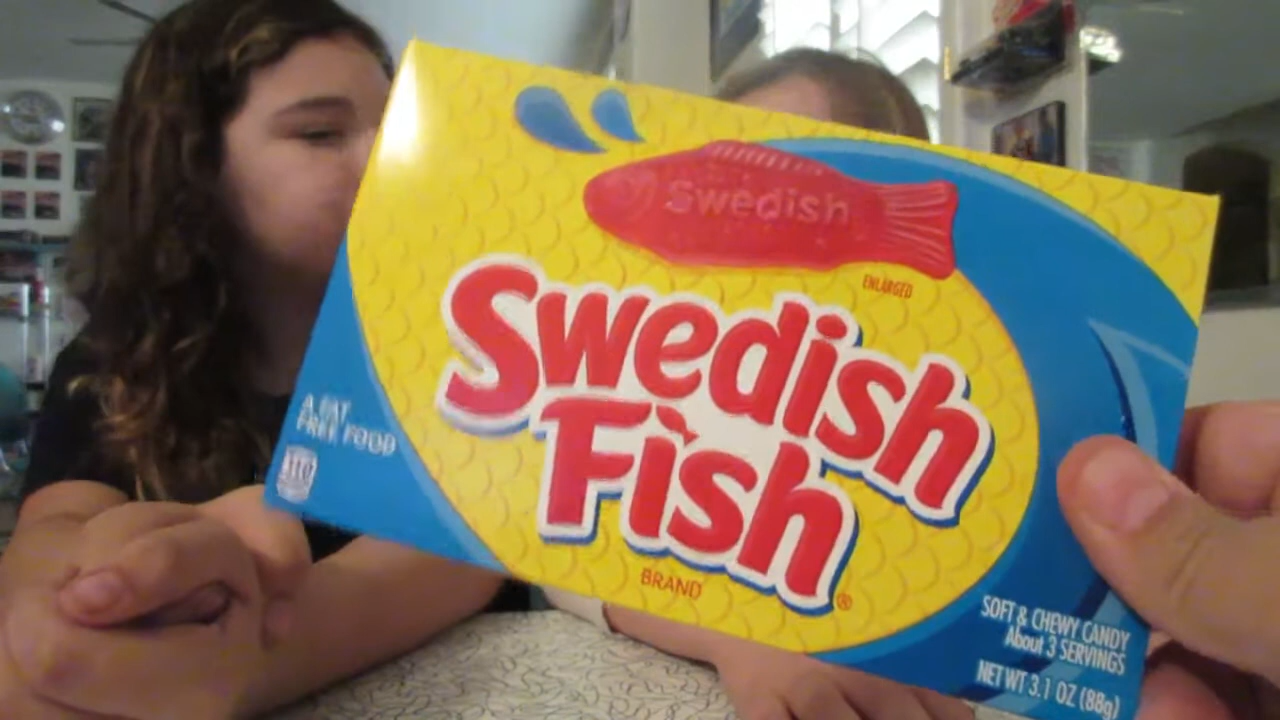 Swedish
ENLARGED
Swedish
Fish
BRAND
®
A FAT
FREE FOOD
110
SOFT & CHEWY CANDY
About 3 SERVINGS
NET WT 3.1 OZ (88g)